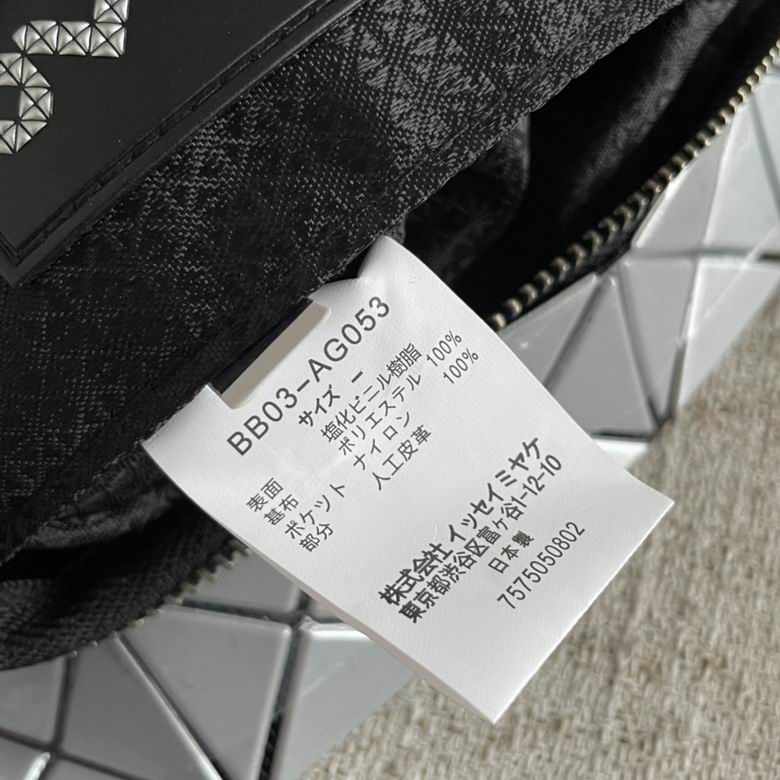 BB03-AG053
サイズ ー
表面 塩化ビニル樹脂 100%
基布 ポリエステル 100%
ポケット ナイロン
部分 人工皮革
株式会社 イッセイミヤケ
東京都渋谷区富ヶ谷1-12-10
日本製
7575050802